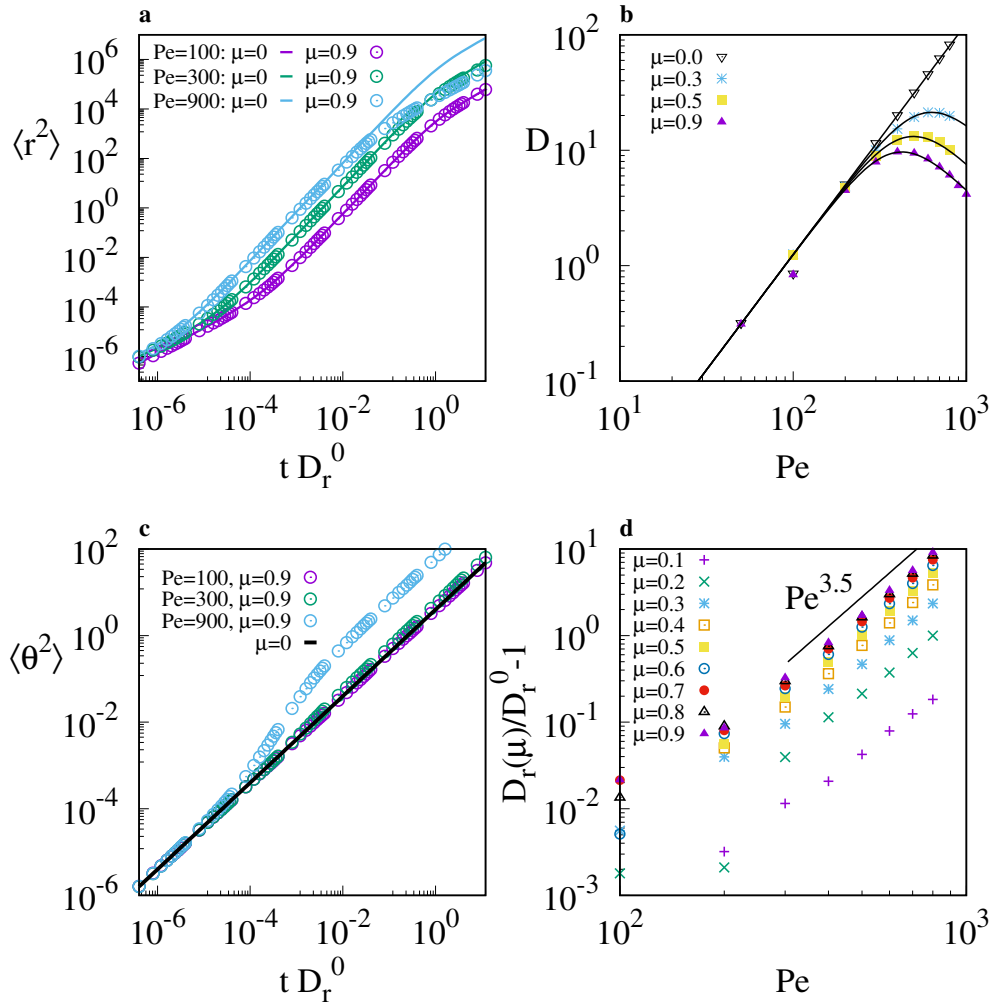 a
⟨r²⟩
10⁶
10⁴
10²
10⁰
10⁻²
10⁻⁴
10⁻⁶
Pe=100: μ=0 μ=0.9
Pe=300: μ=0 μ=0.9
Pe=900: μ=0 μ=0.9
10⁻⁶ 10⁻⁴ 10⁻² 10⁰
t D_r⁰
b
D
10²
10¹
10⁰
10⁻¹
μ=0.0
μ=0.3
μ=0.5
μ=0.9
10¹ 10² 10³
Pe
c
⟨θ²⟩
10²
10⁰
10⁻²
10⁻⁴
10⁻⁶
Pe=100, μ=0.9
Pe=300, μ=0.9
Pe=900, μ=0.9
μ=0
10⁻⁶ 10⁻⁴ 10⁻² 10⁰
t D_r⁰
d
D_r(μ)/D_r⁰-1
10¹
10⁰
10⁻¹
10⁻²
10⁻³
μ=0.1
μ=0.2
μ=0.3
μ=0.4
μ=0.5
μ=0.6
μ=0.7
μ=0.8
μ=0.9
Pe³·⁵
10² 10³
Pe